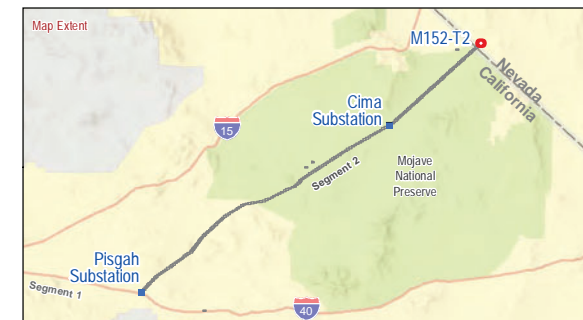 Map Extent
M152-T2
Nevada
California
Cima
Substation
15
Segment 2
Mojave
National
Preserve
Pisgah
Substation
Segment 1
40